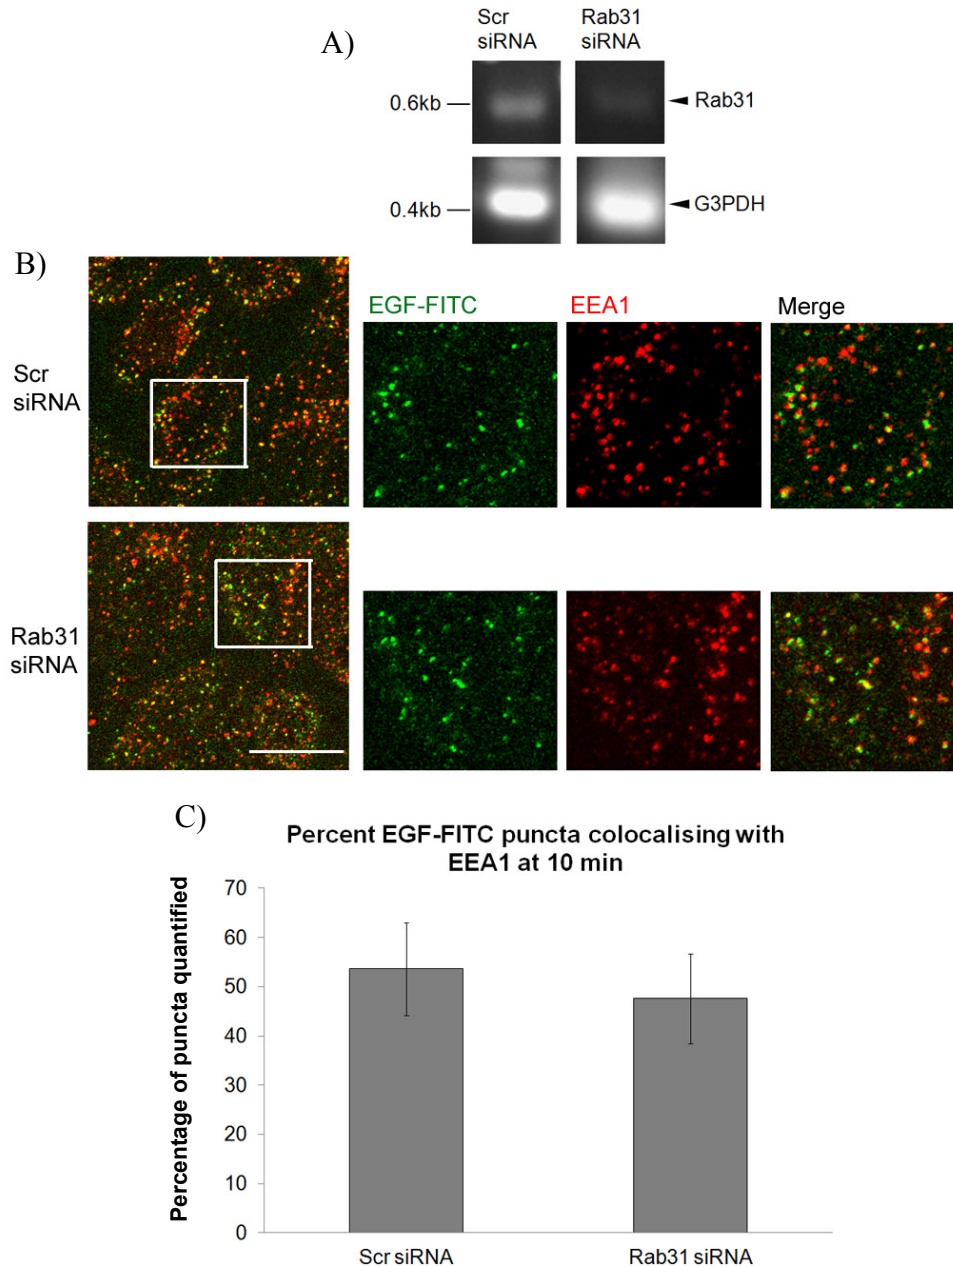 A)
Scr
siRNA
Rab31
siRNA
0.6kb
Rab31
0.4kb
G3PDH
B)
EGF-FITC
EEA1
Merge
Scr
siRNA
Rab31
siRNA
C)
Percent EGF-FITC puncta colocalising with
EEA1 at 10 min
Percentage of puncta quantified
70
60
50
40
30
20
10
0
Scr siRNA
Rab31 siRNA